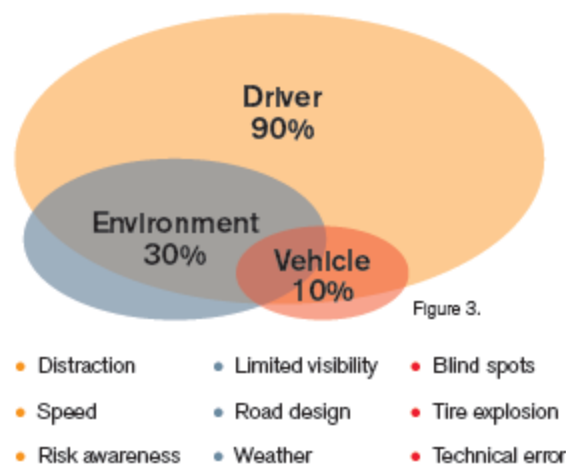 Driver
90%
Environment
30%
Vehicle
10%
Figure 3.
• Distraction
• Limited visibility
• Blind spots
• Speed
• Road design
• Tire explosion
• Risk awareness
• Weather
• Technical error